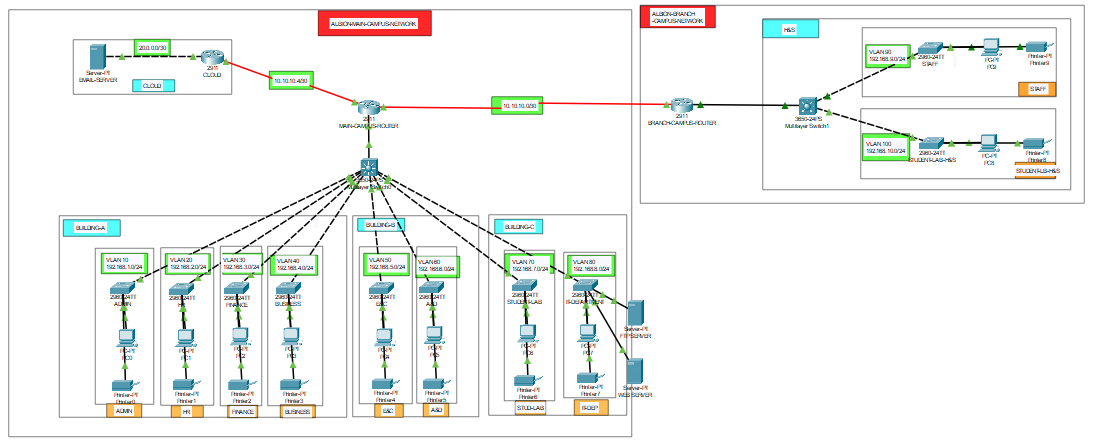 ALBION-MAIN-CAMPUS-NETWORK
ALBION-BRANCH
-CAMPUS-NETWORK
H&S
20.0.0.0/30
Server-PT
EMAIL-SERVER
2911
CLOUD
CLOUD
10.10.10.4/30
2911
MAIN-CAMPUS-ROUTER
10.10.10.0/30
2911
BRANCH-CAMPUS-ROUTER
3650-24PS
Multilayer Switch1
VLAN 90
192.168.9.0/24
2960-24TT
STAFF
PC-PT
PC9
Printer-PT
Printer9
STAFF
VLAN 100
192.168.10.0/24
2960-24TT
STUDENT-LAB-H&S
PC-PT
PC8
Printer-PT
Printer8
STUDENT-LIS-H&S
3650-24PS
Multilayer Switch0
BUILDING-A
BUILDING-B
BUILDING-C
VLAN 10
192.168.1.0/24
2960-24TT
ADMIN
PC-PT
PC0
Printer-PT
Printer0
ADMIN
VLAN 20
192.168.2.0/24
2960-24TT
HR
PC-PT
PC1
Printer-PT
Printer1
HR
VLAN 30
192.168.3.0/24
2960-24TT
FINANCE
PC-PT
PC2
Printer-PT
Printer2
FINANCE
VLAN 40
192.168.4.0/24
2960-24TT
BUSINESS
PC-PT
PC3
Printer-PT
Printer3
BUSINESS
VLAN 50
192.168.5.0/24
2960-24TT
E&C
PC-PT
PC4
Printer-PT
Printer4
E&C
VLAN 60
192.168.6.0/24
2960-24TT
A&D
PC-PT
PC5
Printer-PT
Printer5
A&D
VLAN 70
192.168.7.0/24
2960-24TT
STUDENT-LAB
PC-PT
PC6
Printer-PT
Printer6
STUD-LAB
VLAN 80
192.168.8.0/24
2960-24TT
IT-DEPARTMENT
PC-PT
PC7
Printer-PT
Printer7
IT-DEP
Server-PT
FTP SERVER
Server-PT
WEB SERVER